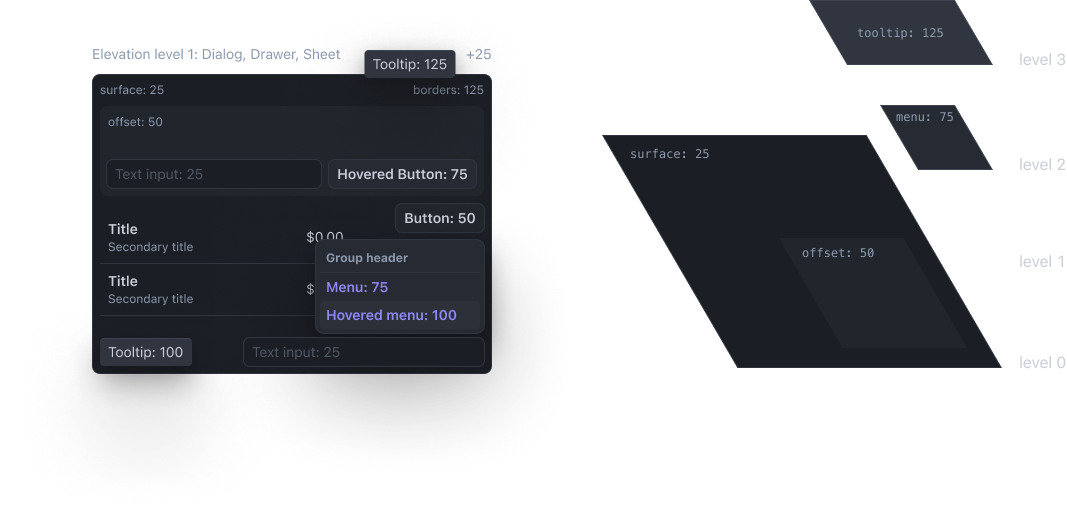 Elevation level 1: Dialog, Drawer, Sheet
+25
Tooltip: 125
surface: 25
borders: 125
offset: 50
Text input: 25
Hovered Button: 75
Button: 50
Title
Secondary title
$0.00
Group header
Menu: 75
Hovered menu: 100
Title
Secondary title
$
Tooltip: 100
Text input: 25
tooltip: 125
level 3
menu: 75
level 2
surface: 25
offset: 50
level 1
level 0